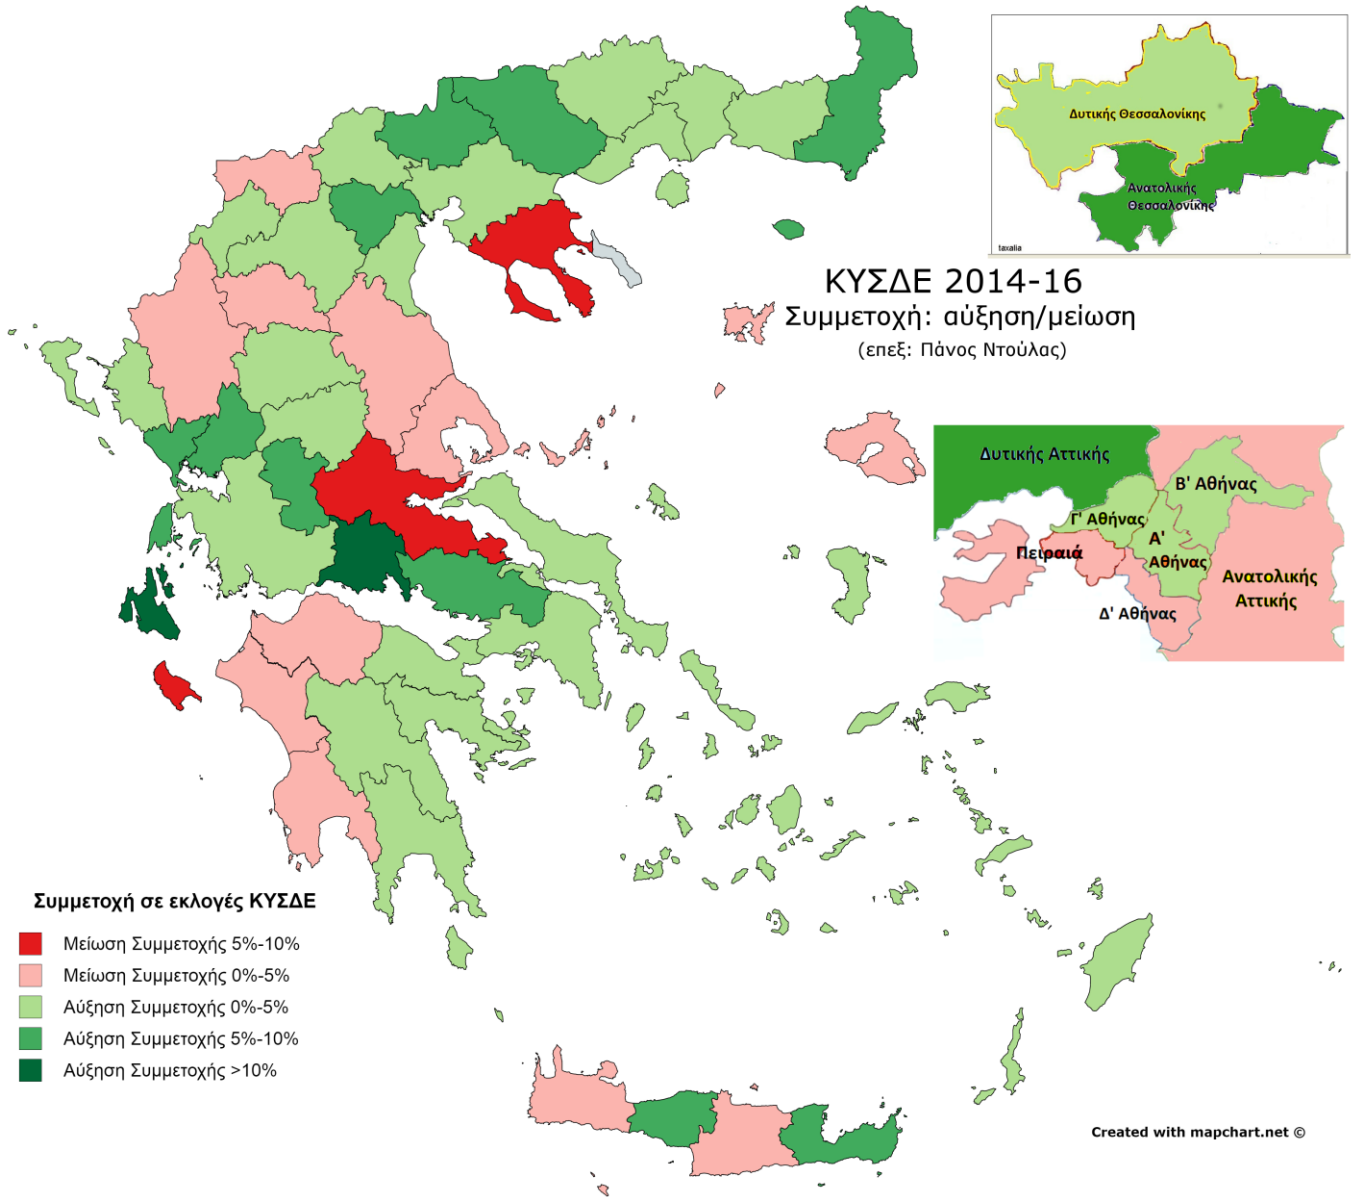 Δυτικής Θεσσαλονίκης
Ανατολικής
Θεσσαλονίκης
taxalia
ΚΥΣΔΕ 2014-16
Συμμετοχή: αύξηση/μείωση
(επεξ: Πάνος Ντούλας)
Δυτικής Αττικής
Β' Αθήνας
Γ' Αθήνας
Α'
Αθήνας
Πειραιά
Ανατολικής
Αττικής
Δ' Αθήνας
Συμμετοχή σε εκλογές ΚΥΣΔΕ
Μείωση Συμμετοχής 5%-10%
Μείωση Συμμετοχής 0%-5%
Αύξηση Συμμετοχής 0%-5%
Αύξηση Συμμετοχής 5%-10%
Αύξηση Συμμετοχής >10%
Created with mapchart.net ©